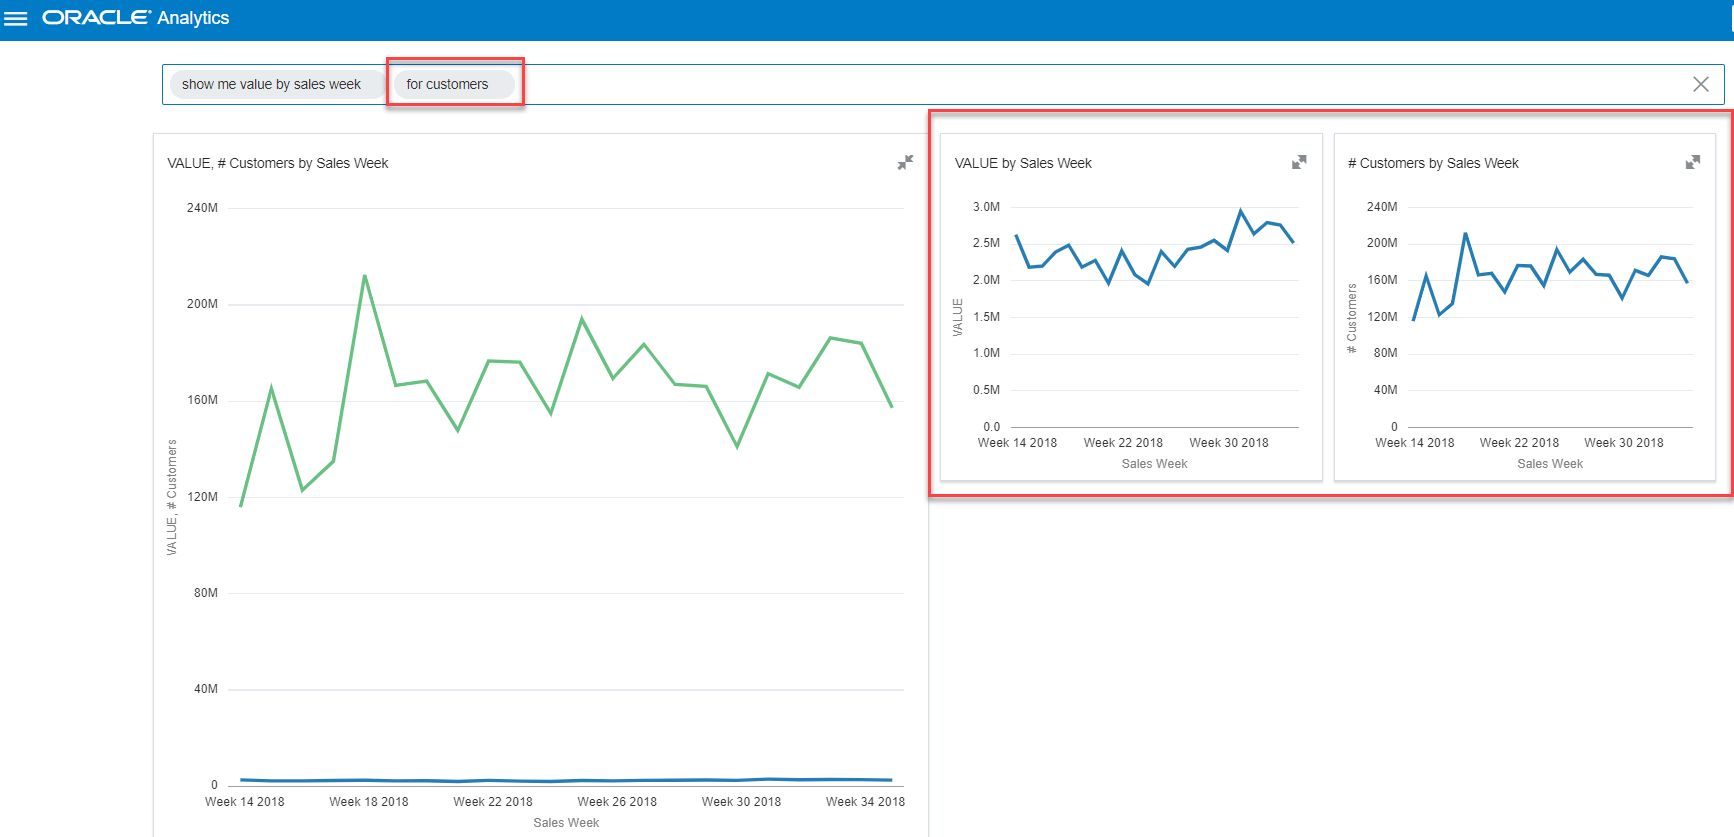 ORACLE® Analytics
show me value by sales week
for customers
VALUE, # Customers by Sales Week
240M
200M
160M
120M
80M
40M
0
VALUE, # Customers
Week 14 2018
Week 18 2018
Week 22 2018
Week 26 2018
Week 30 2018
Week 34 2018
Sales Week
VALUE by Sales Week
3.0M
2.5M
2.0M
1.5M
1.0M
0.5M
0.0
VALUE
Week 14 2018
Week 22 2018
Week 30 2018
Sales Week
# Customers by Sales Week
240M
200M
160M
120M
80M
40M
0
# Customers
Week 14 2018
Week 22 2018
Week 30 2018
Sales Week